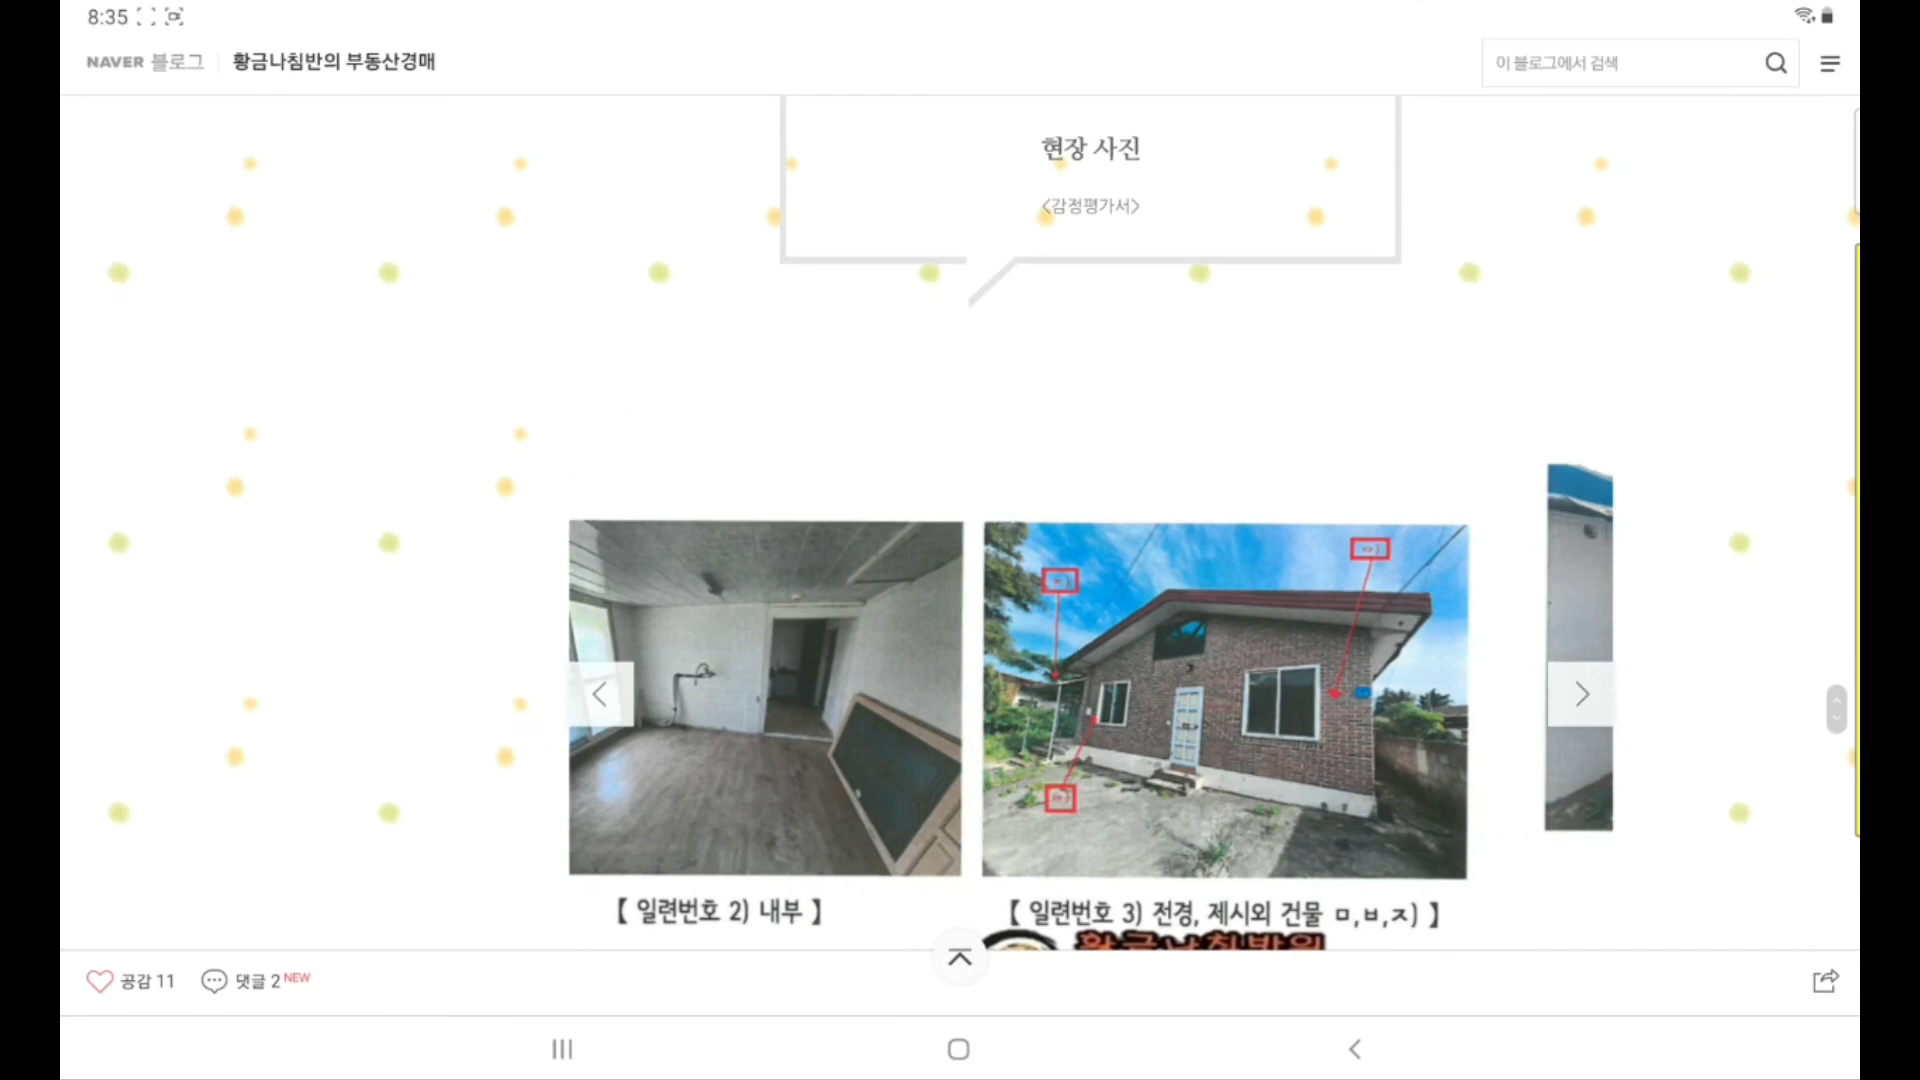 8:35
NAVER 블로그 황금나침반의 부동산경매
이 블로그에서 검색
현장 사진
<감정평가서>
【 일련번호 2) 내부 】
【 일련번호 3) 전경, 제시외 건물 ㅁ,ㅂ,ㅈ) 】
공감 11
댓글 2 NEW